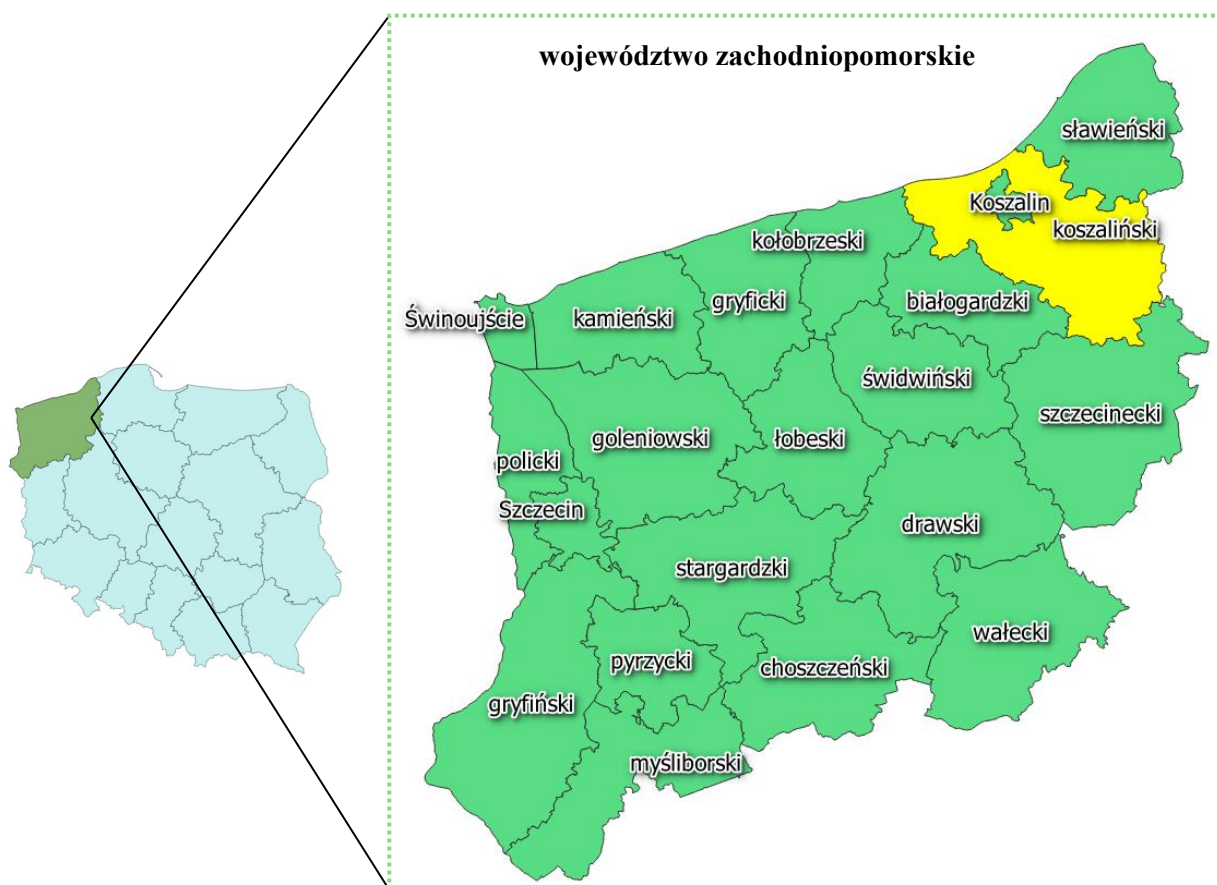 województwo zachodniopomorskie
sławieński
Koszalin
koszaliński
kołobrzeski
białogardzki
gryficki
Świnoujście
kamieński
świdwiński
szczecinecki
goleniowski
łobeski
policki
Szczecin
drawski
stargardzki
wałecki
pyrzycki
choszczeński
gryfiński
myśliborski